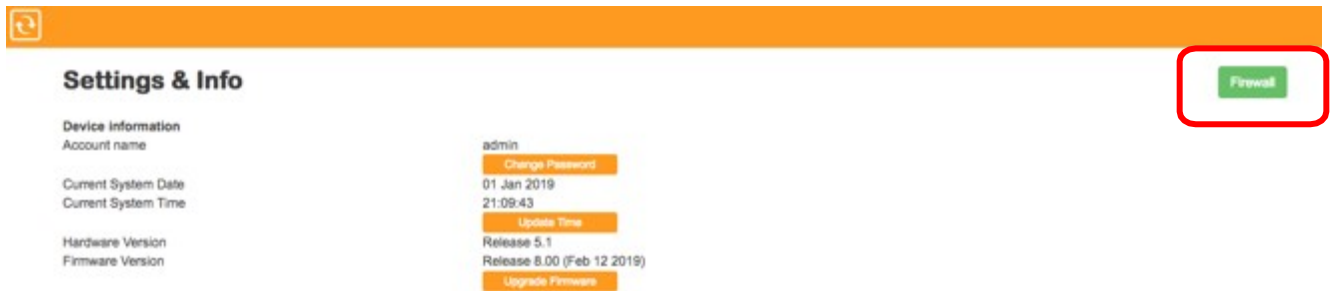 Settings & Info
Firewall
Device information
Account name admin
Change Password
Current System Date 01 Jan 2019
Current System Time 21:09:43
Update Time
Hardware Version Release 5.1
Firmware Version Release 8.00 (Feb 12 2019)
Upgrade Firmware